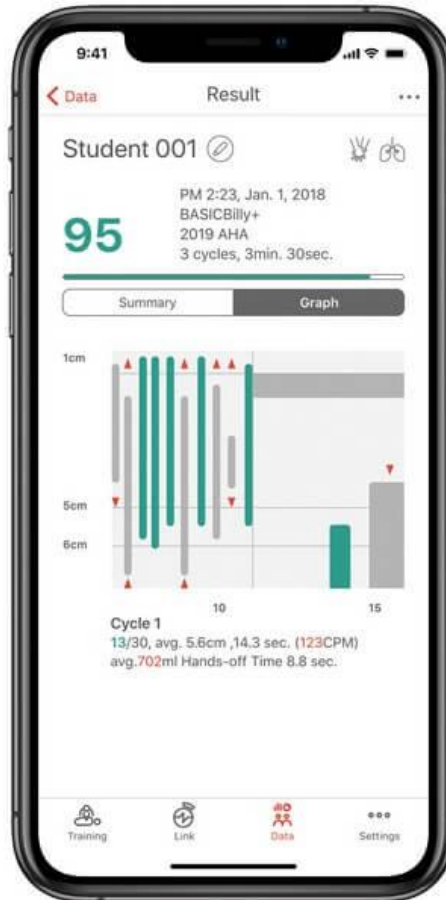 9:41
Data
Result
Student 001
95
PM 2:23, Jan. 1, 2018
BASICBilly+
2019 AHA
3 cycles, 3min. 30sec.
Summary
Graph
1cm
5cm
6cm
10
15
Cycle 1
13/30, avg. 5.6cm ,14.3 sec. (123CPM)
avg.702ml Hands-off Time 8.8 sec.
Training
Link
Data
Settings